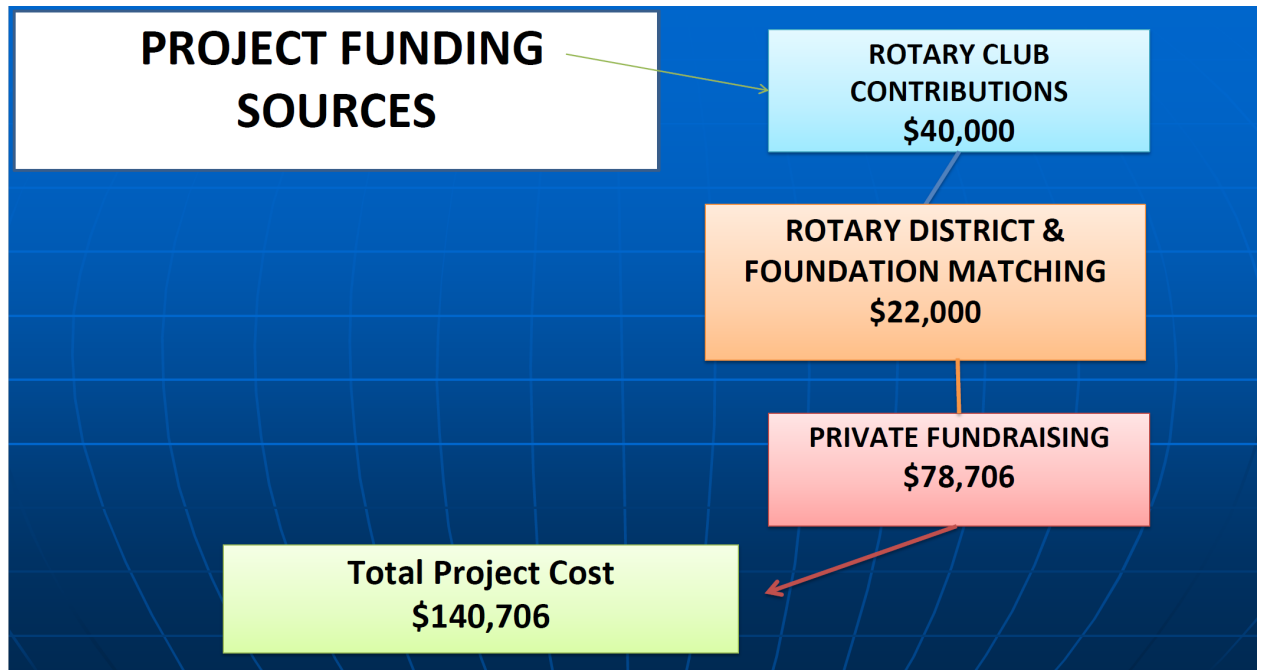 PROJECT FUNDING
SOURCES
ROTARY CLUB
CONTRIBUTIONS
$40,000
ROTARY DISTRICT &
FOUNDATION MATCHING
$22,000
PRIVATE FUNDRAISING
$78,706
Total Project Cost
$140,706